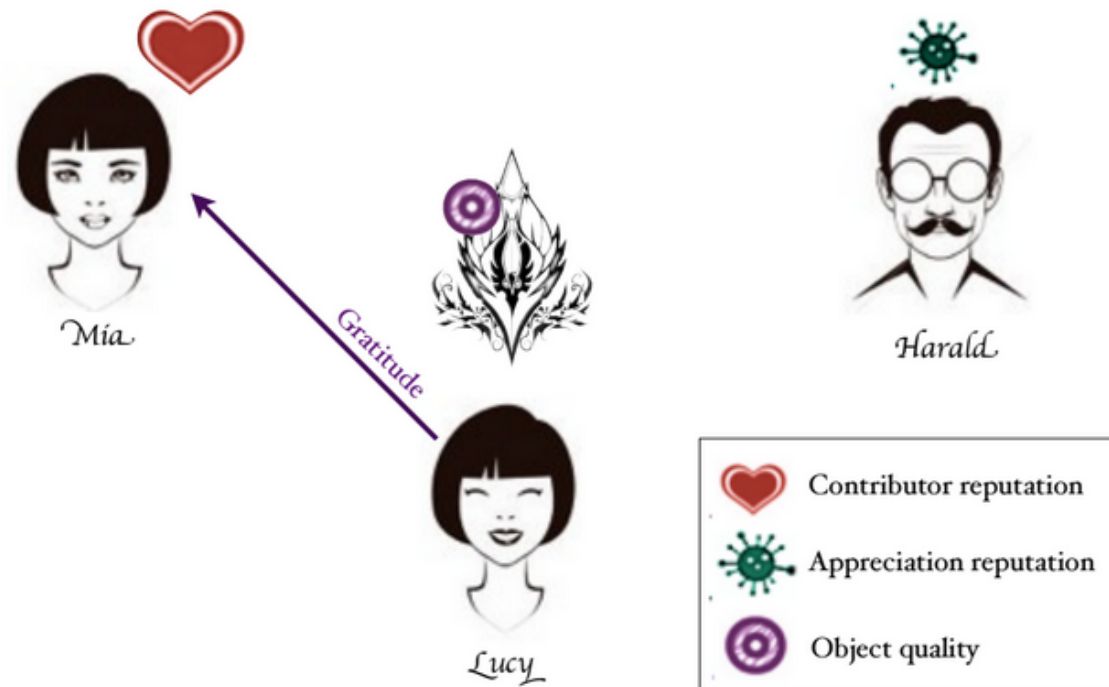 Mia
Harald
Gratitude
Lucy
Contributor reputation
Appreciation reputation
Object quality